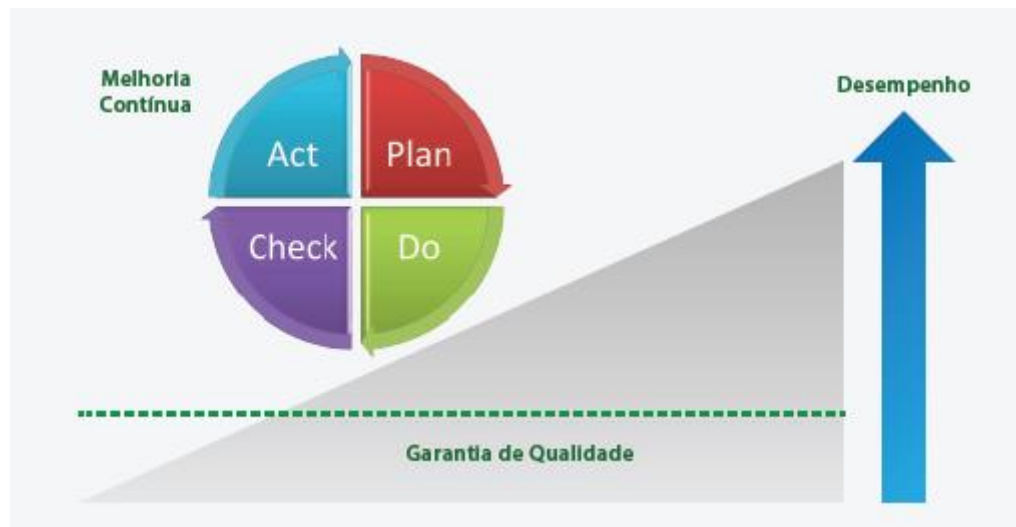 Melhoria
Contínua
Desempenho
Act
Plan
Check
Do
Garantia de Qualidade